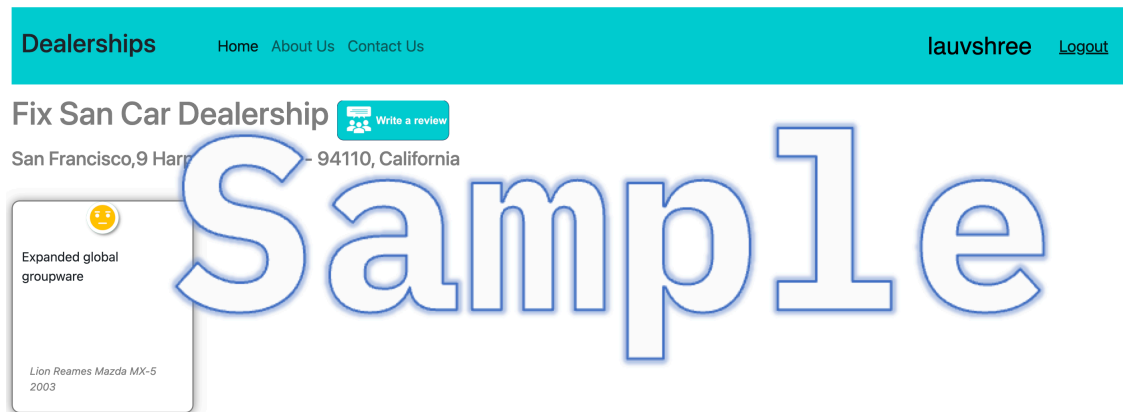 Dealerships Home About Us Contact Us lauvshree Logout
Fix San Car Dealership Write a review
San Francisco,9 - 94110, California
Sample
Expanded global
groupware
Lion Reames Mazda MX-5
2003